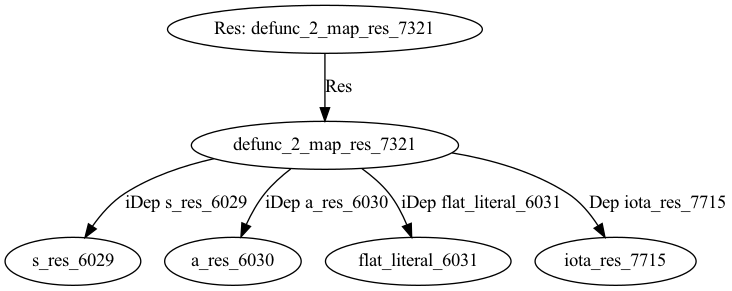 Res: defunc_2_map_res_7321
Res
defunc_2_map_res_7321
iDep s_res_6029
iDep a_res_6030
iDep flat_literal_6031
Dep iota_res_7715
s_res_6029
a_res_6030
flat_literal_6031
iota_res_7715